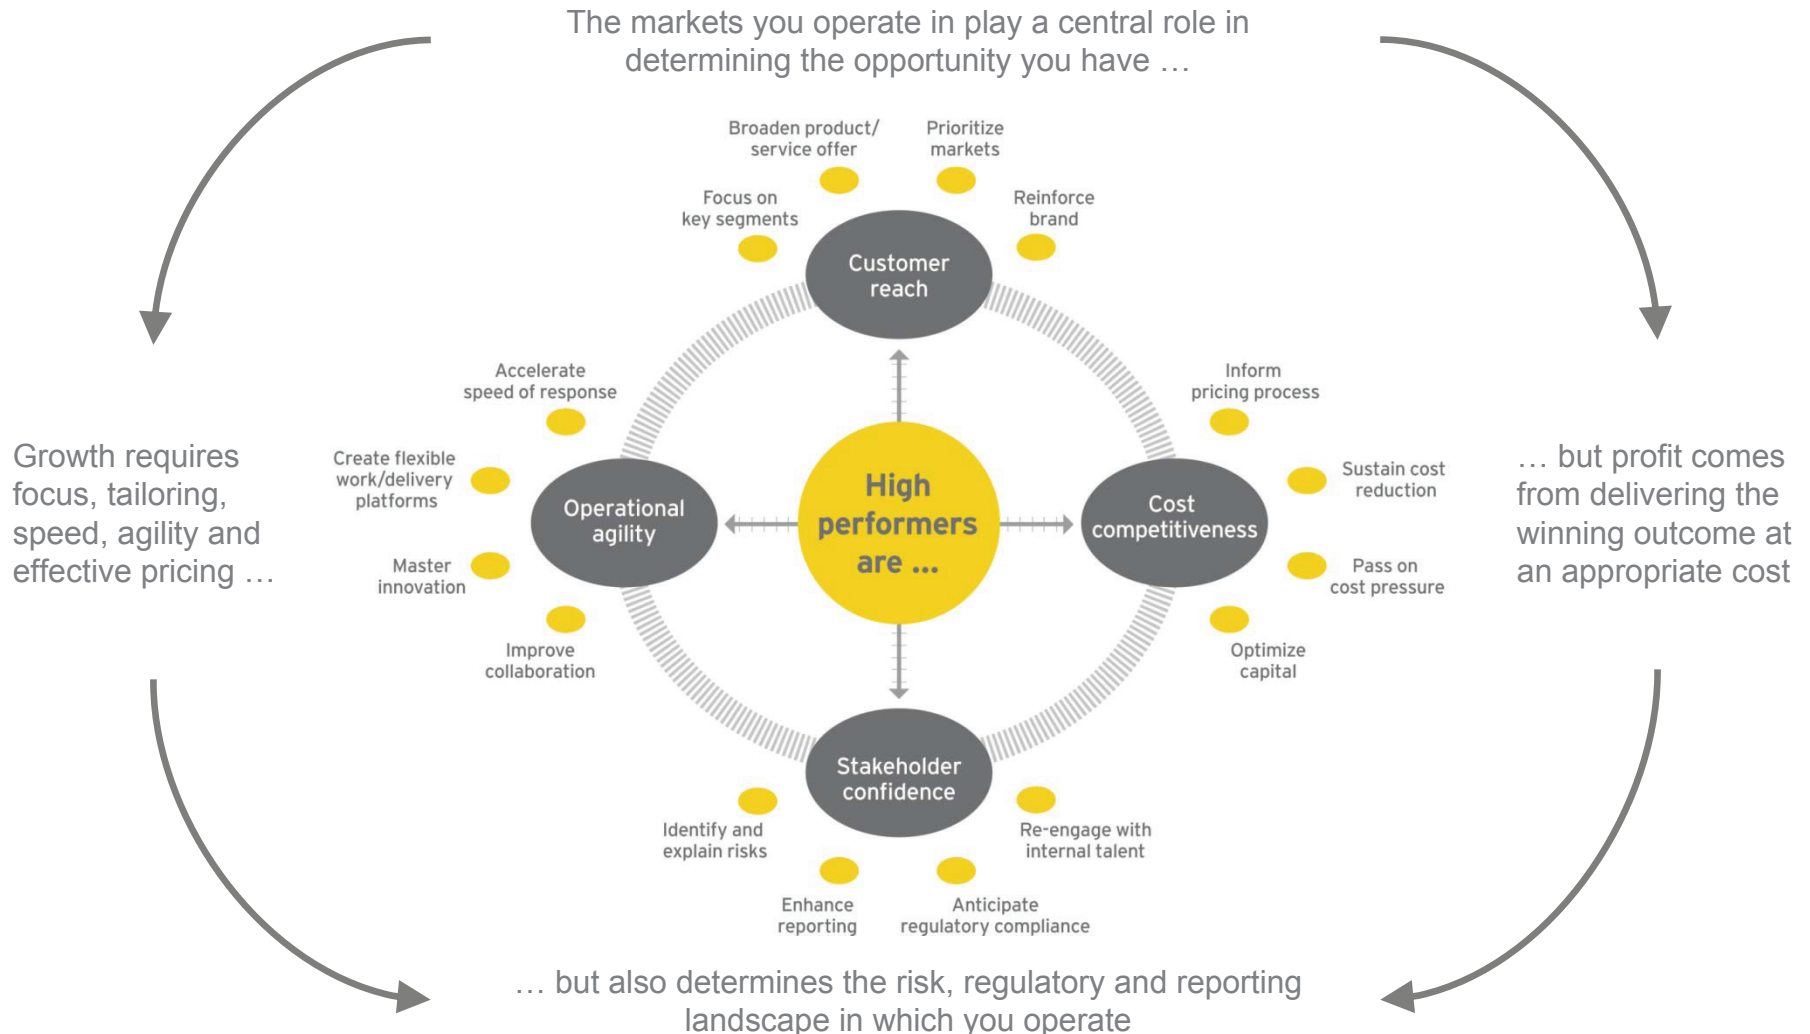 The markets you operate in play a central role in
determining the opportunity you have …
Broaden product/
service offer
Prioritize
markets
Focus on
key segments
Reinforce
brand
Customer
reach
Accelerate
speed of response
Inform
pricing process
Growth requires
focus, tailoring,
speed, agility and
effective pricing …
Create flexible
work/delivery
platforms
Operational
agility
High
performers
are ...
Cost
competitiveness
Sustain cost
reduction
… but profit comes
from delivering the
winning outcome at
an appropriate cost
Master
innovation
Pass on
cost pressure
Improve
collaboration
Optimize
capital
Stakeholder
confidence
Identify and
explain risks
Re-engage with
internal talent
Enhance
reporting
Anticipate
regulatory compliance
… but also determines the risk, regulatory and reporting
landscape in which you operate